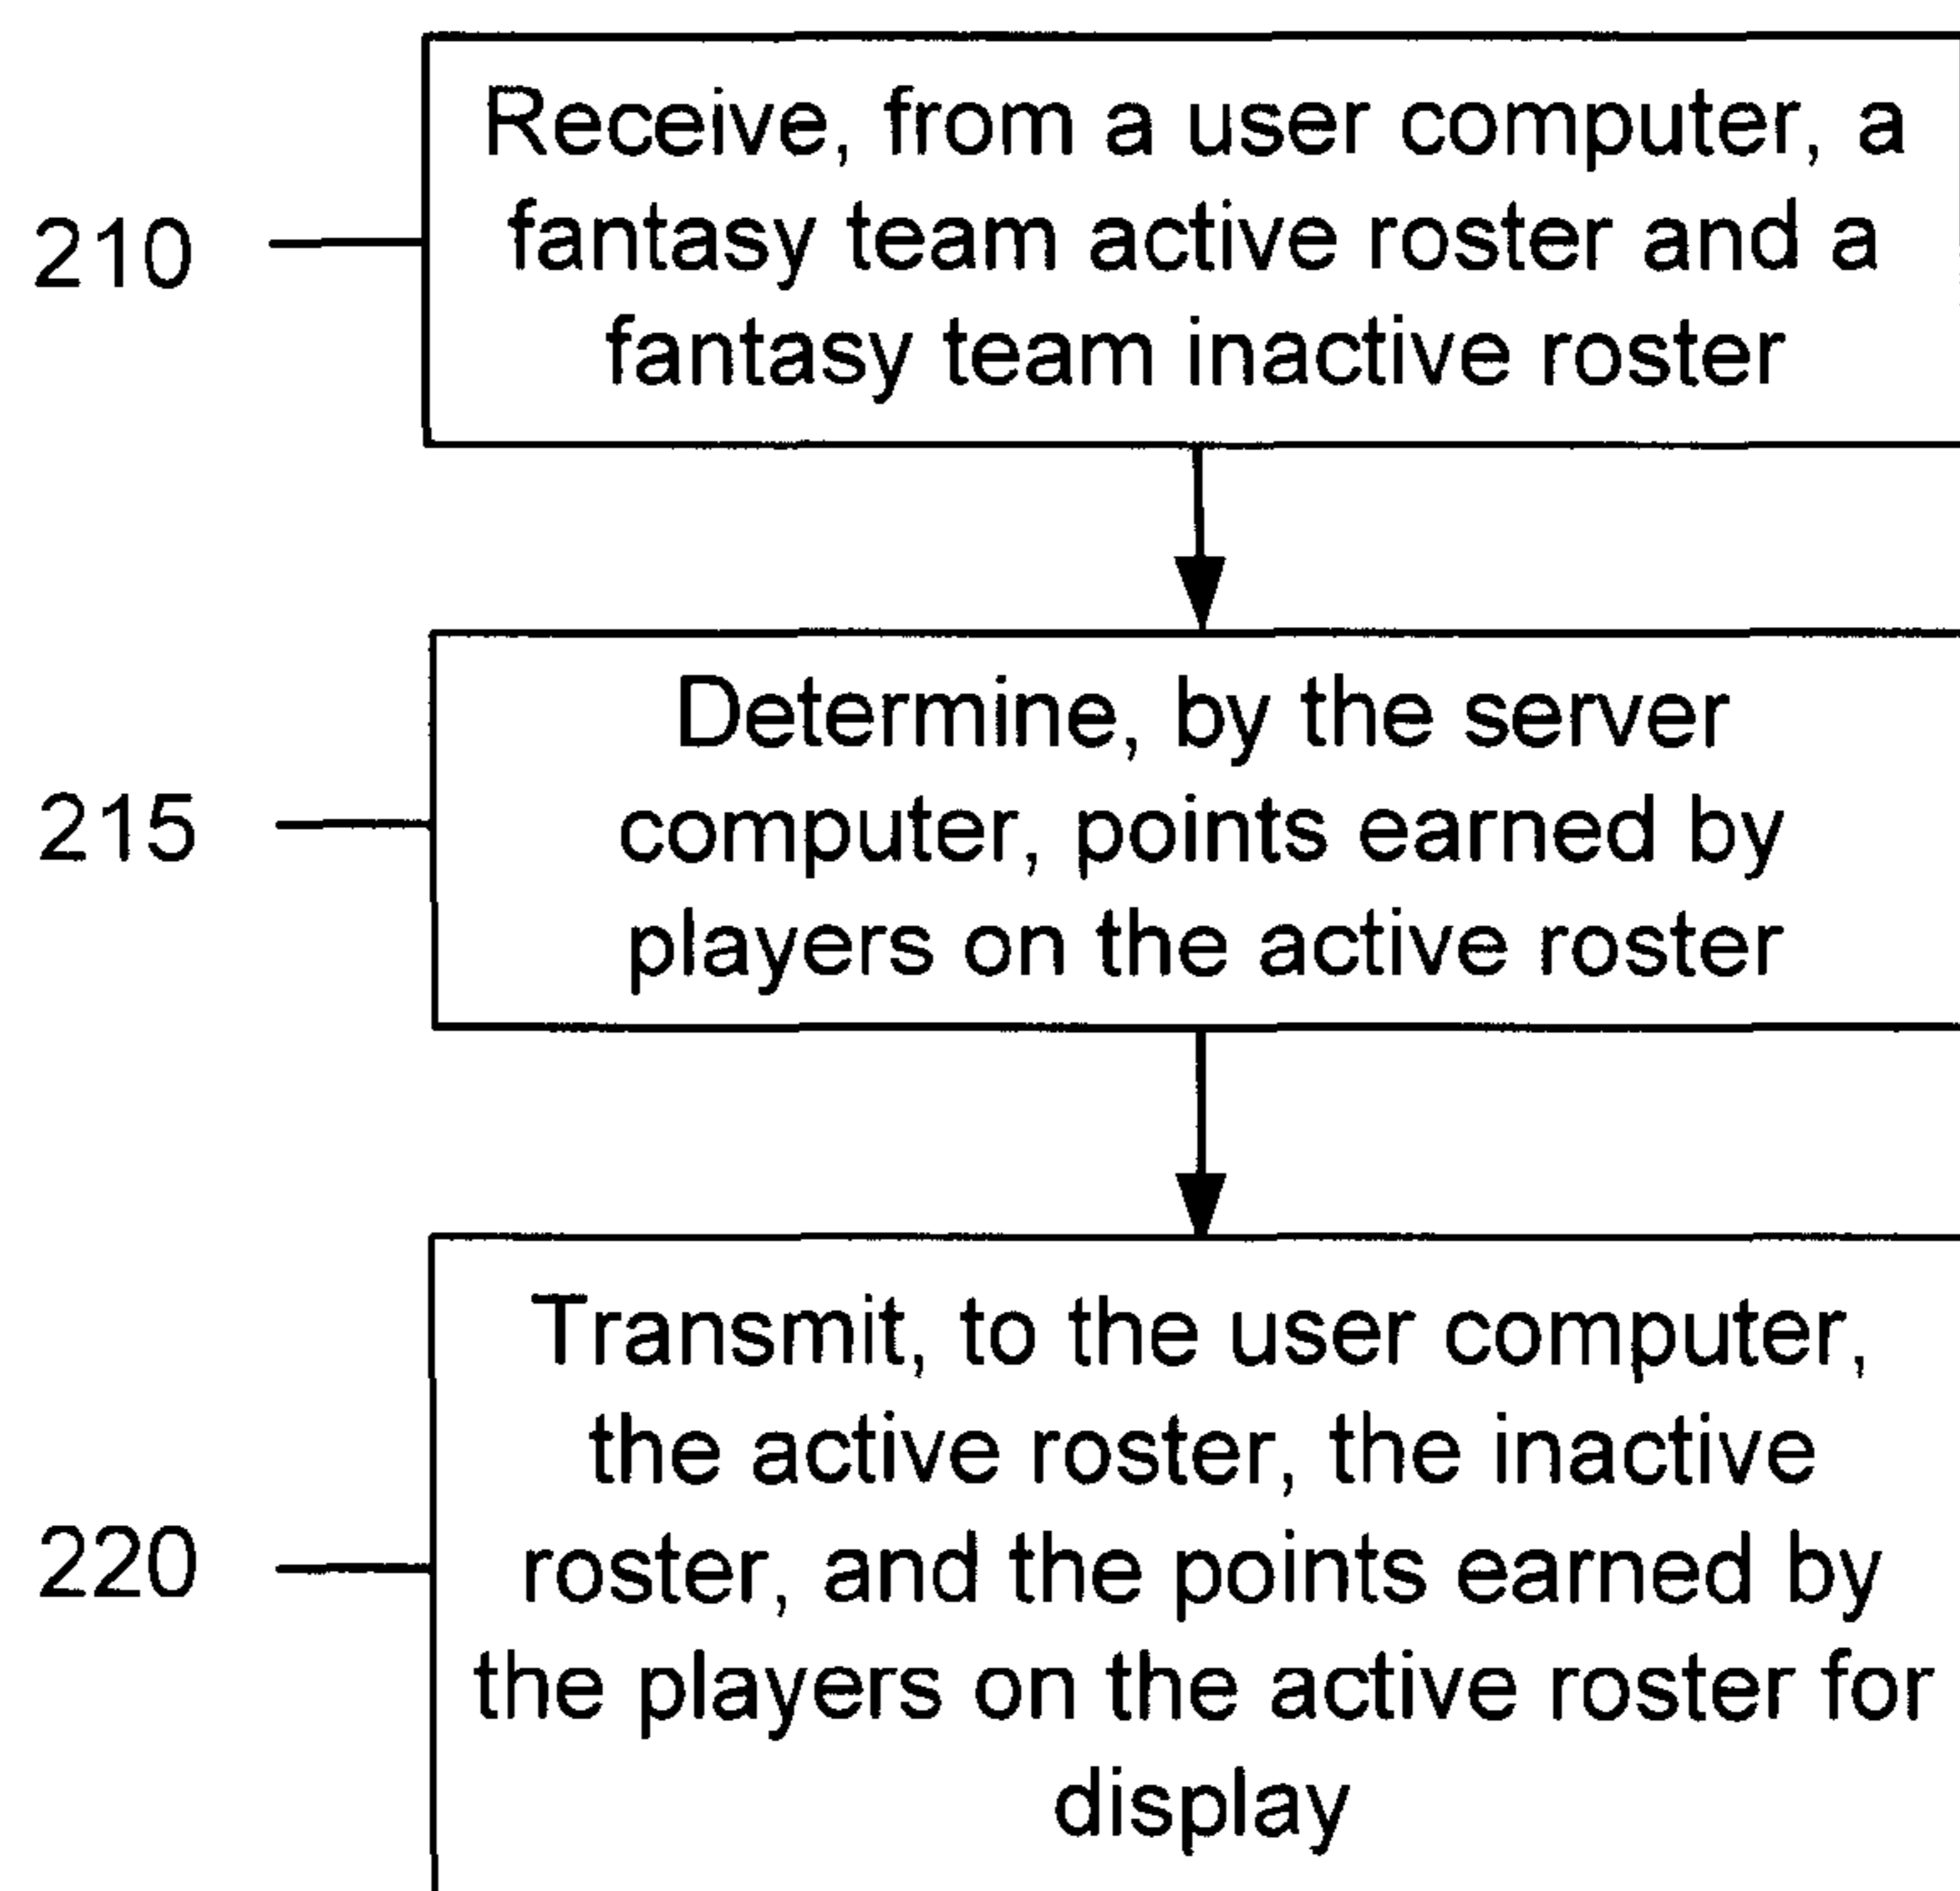 Receive, from a user computer, a
210
fantasy team active roster and a
fantasy team inactive roster
Determine, by the server
215
computer, points earned by
players on the active roster
Transmit, to the user computer,
the active roster, the inactive
220
roster, and the points earned by
the players on the active roster for
display